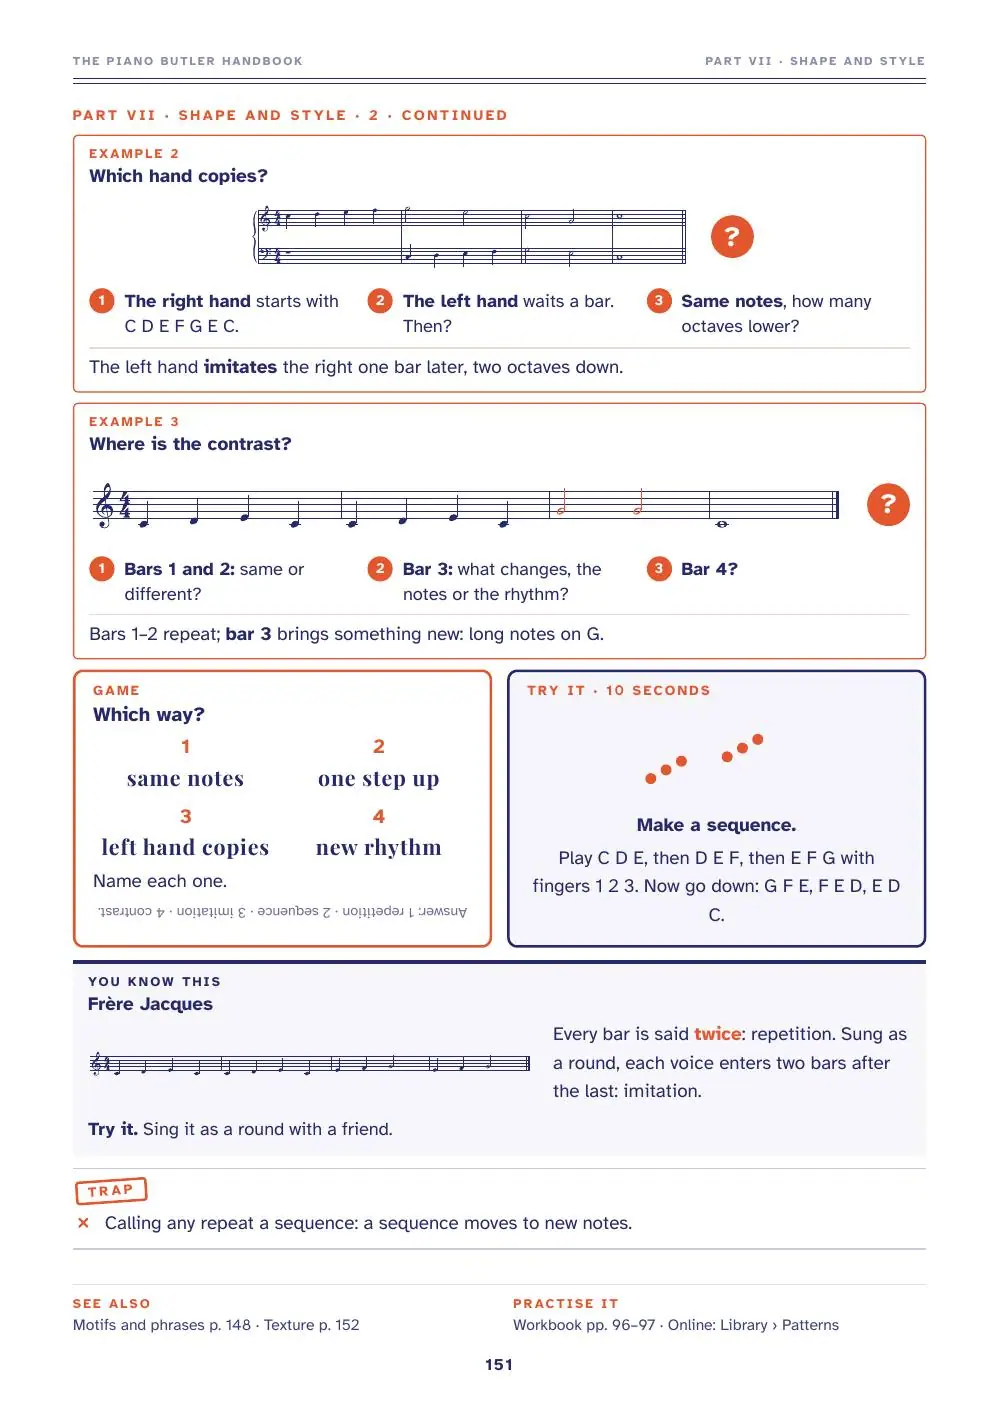 THE PIANO BUTLER HANDBOOK
PART VII · SHAPE AND STYLE
PART VII · SHAPE AND STYLE · 2 · CONTINUED
EXAMPLE 2
Which hand copies?
?
1 The right hand starts with
C D E F G E C.
2 The left hand waits a bar.
Then?
3 Same notes, how many
octaves lower?
The left hand imitates the right one bar later, two octaves down.
EXAMPLE 3
Where is the contrast?
?
1 Bars 1 and 2: same or
different?
2 Bar 3: what changes, the
notes or the rhythm?
3 Bar 4?
Bars 1–2 repeat; bar 3 brings something new: long notes on G.
GAME
Which way?
1
same notes
2
one step up
3
left hand copies
4
new rhythm
Name each one.
Answer: 1 repetition · 2 sequence · 3 imitation · 4 contrast.
TRY IT · 10 SECONDS
Make a sequence.
Play C D E, then D E F, then E F G with
fingers 1 2 3. Now go down: G F E, F E D, E D
C.
YOU KNOW THIS
Frère Jacques
Every bar is said twice: repetition. Sung as
a round, each voice enters two bars after
the last: imitation.
Try it. Sing it as a round with a friend.
TRAP
× Calling any repeat a sequence: a sequence moves to new notes.
SEE ALSO
Motifs and phrases p. 148 · Texture p. 152
PRACTISE IT
Workbook pp. 96–97 · Online: Library › Patterns
151